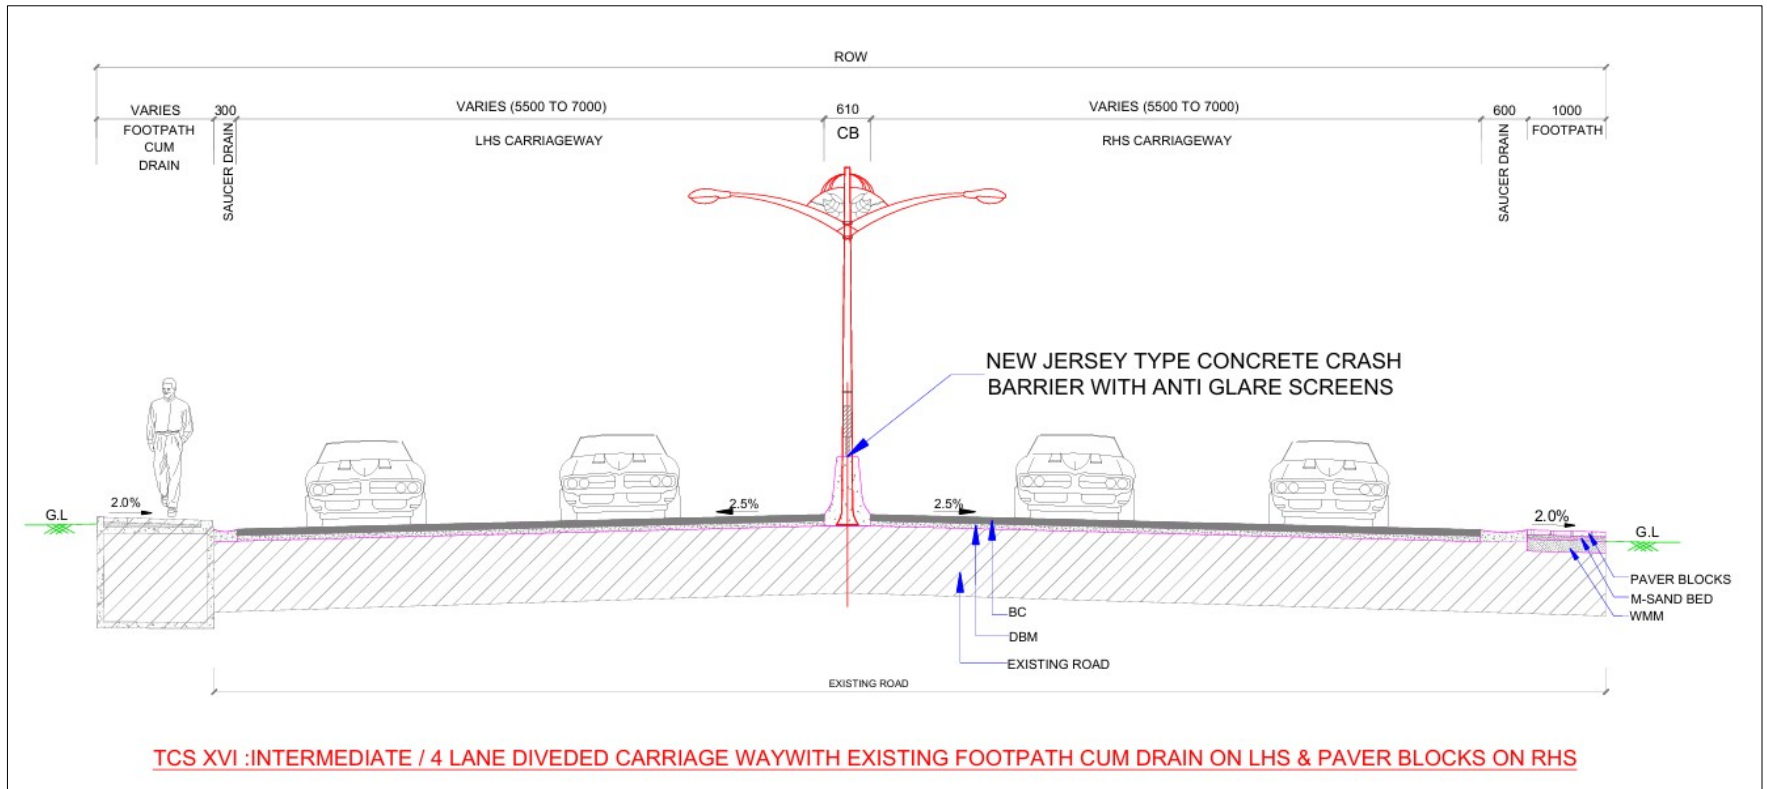 ROW
VARIES
300
VARIES (5500 TO 7000)
610
VARIES (5500 TO 7000)
600
1000
FOOTPATH
CUM
DRAIN
SAUCER DRAIN
LHS CARRIAGEWAY
CB
RHS CARRIAGEWAY
SAUCER DRAIN
FOOTPATH
NEW JERSEY TYPE CONCRETE CRASH
BARRIER WITH ANTI GLARE SCREENS
G.L
2.0%
2.5%
2.5%
2.0%
G.L
PAVER BLOCKS
M-SAND BED
WMM
BC
DBM
EXISTING ROAD
EXISTING ROAD
TCS XVI :INTERMEDIATE / 4 LANE DIVEDED CARRIAGE WAYWITH EXISTING FOOTPATH CUM DRAIN ON LHS & PAVER BLOCKS ON RHS